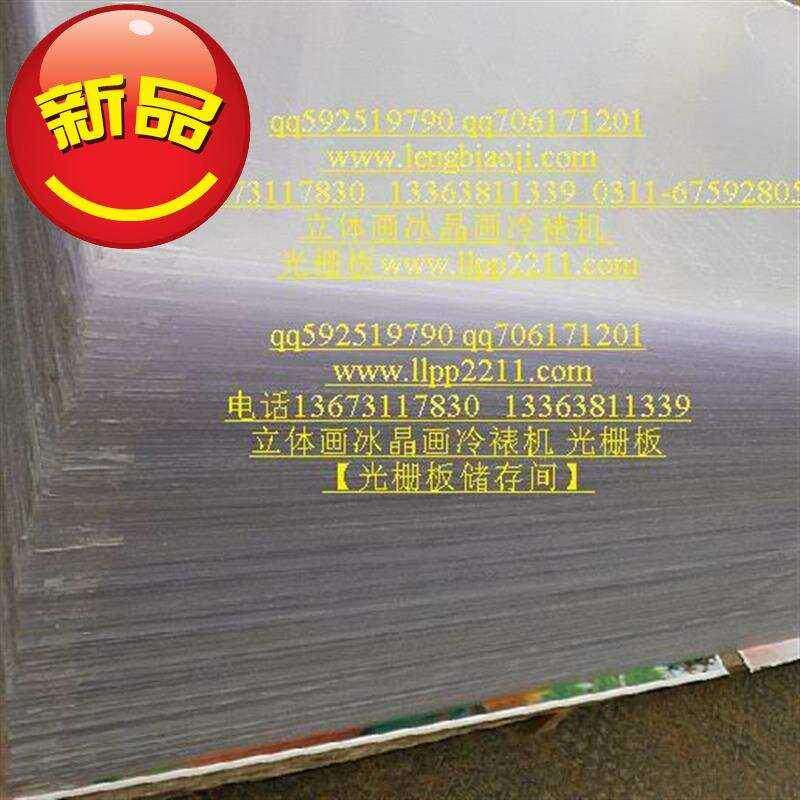 新品
qq592519790 qq706171201
www.lengbiaoji.com
73117830 13363811339 0311-67592805
立体画冰晶画冷裱机
光栅板www.llpp2211.com
qq592519790 qq706171201
www.llpp2211.com
电话13673117830 13363811339
立体画冰晶画冷裱机 光栅板
【光栅板储存间】